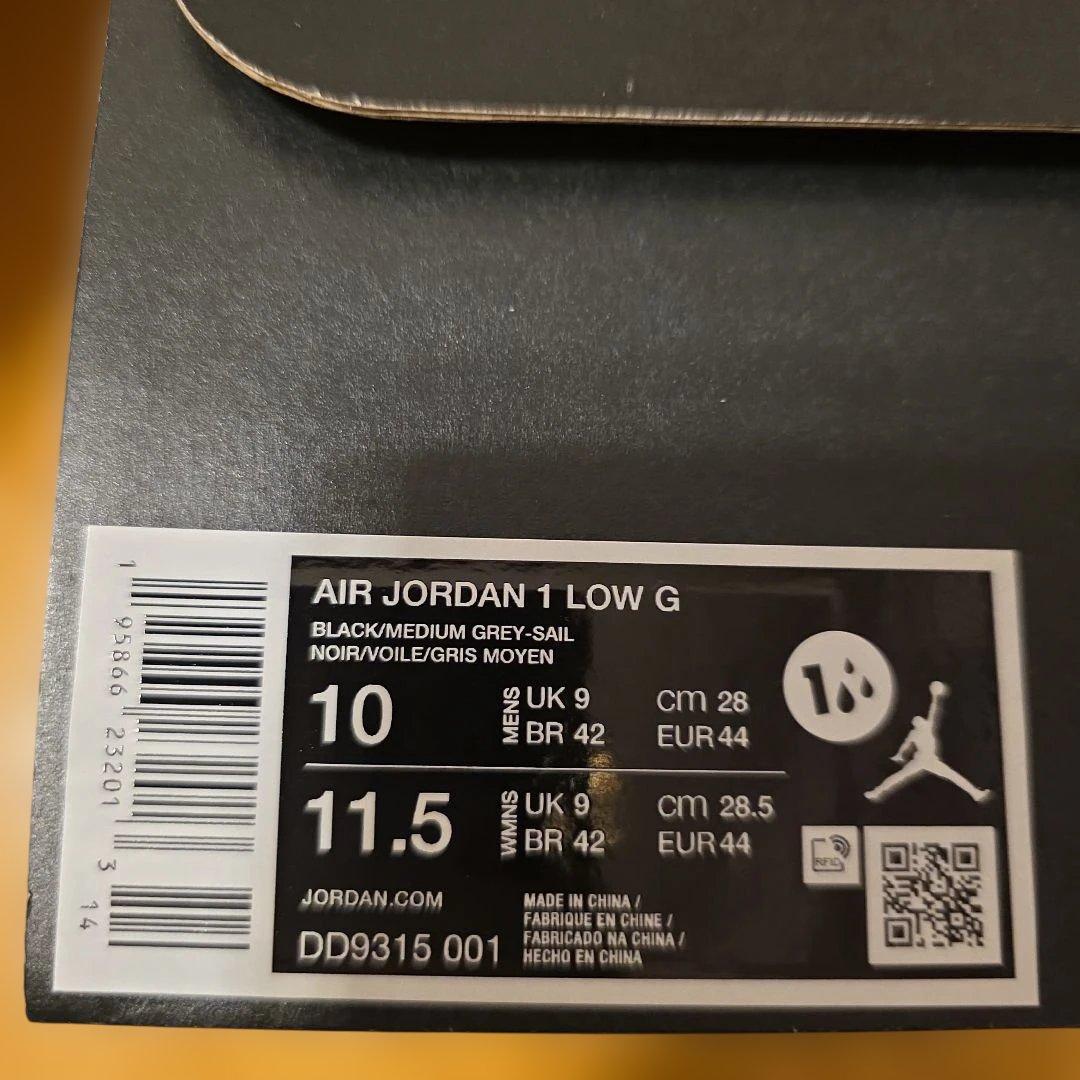 AIR JORDAN 1 LOW G
BLACK/MEDIUM GREY-SAIL
NOIR/VOILE/GRIS MOYEN
10 MENS UK 9 cm 28
BR 42 EUR 44
11.5 WMNS UK 9 cm 28.5
BR 42 EUR 44
JORDAN.COM
DD9315 001
MADE IN CHINA /
FABRIQUE EN CHINE /
FABRICADO NA CHINA /
HECHO EN CHINA
1
RFID
1 95866 23201 3 14